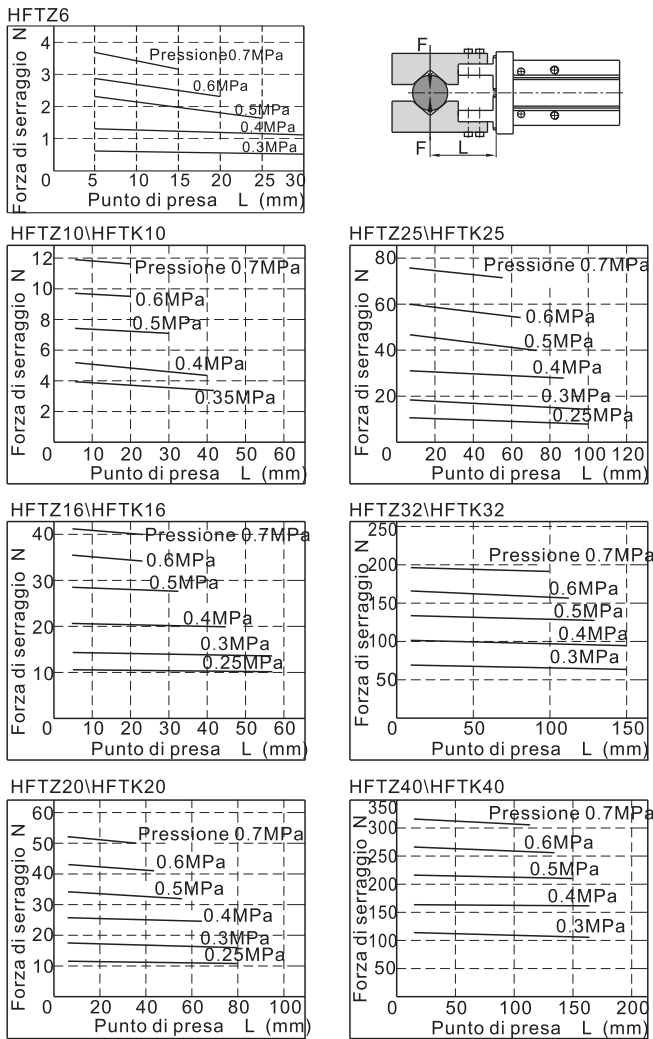 HFTZ6
Forza di serraggio N
4
3
2
1
0
5
10
15
20
25
30
Pressione0.7MPa
0.6MPa
0.5MPa
0.4MPa
0.3MPa
Punto di presa L (mm)
F
F
L
HFTZ10\HFTK10
Forza di serraggio N
12
10
8
6
4
2
0
10
20
30
40
50
60
Pressione 0.7MPa
0.6MPa
0.5MPa
0.4MPa
0.35MPa
Punto di presa L (mm)
HFTZ25\HFTK25
Forza di serraggio N
80
60
40
20
0
20
40
60
80
100
120
Pressione 0.7MPa
0.6MPa
0.5MPa
0.4MPa
0.3MPa
0.25MPa
Punto di presa L (mm)
HFTZ16\HFTK16
Forza di serraggio N
40
30
20
10
0
10
20
30
40
50
60
Pressione 0.7MPa
0.6MPa
0.5MPa
0.4MPa
0.3MPa
0.25MPa
Punto di presa L (mm)
HFTZ32\HFTK32
Forza di serraggio N
250
200
150
100
50
0
50
100
150
Pressione 0.7MPa
0.6MPa
0.5MPa
0.4MPa
0.3MPa
Punto di presa L (mm)
HFTZ20\HFTK20
Forza di serraggio N
60
50
40
30
20
10
0
20
40
60
80
100
Pressione 0.7MPa
0.6MPa
0.5MPa
0.4MPa
0.3MPa
0.25MPa
Punto di presa L (mm)
HFTZ40\HFTK40
Forza di serraggio N
350
300
250
200
150
100
50
0
50
100
150
200
Pressione 0.7MPa
0.6MPa
0.5MPa
0.4MPa
0.3MPa
Punto di presa L (mm)